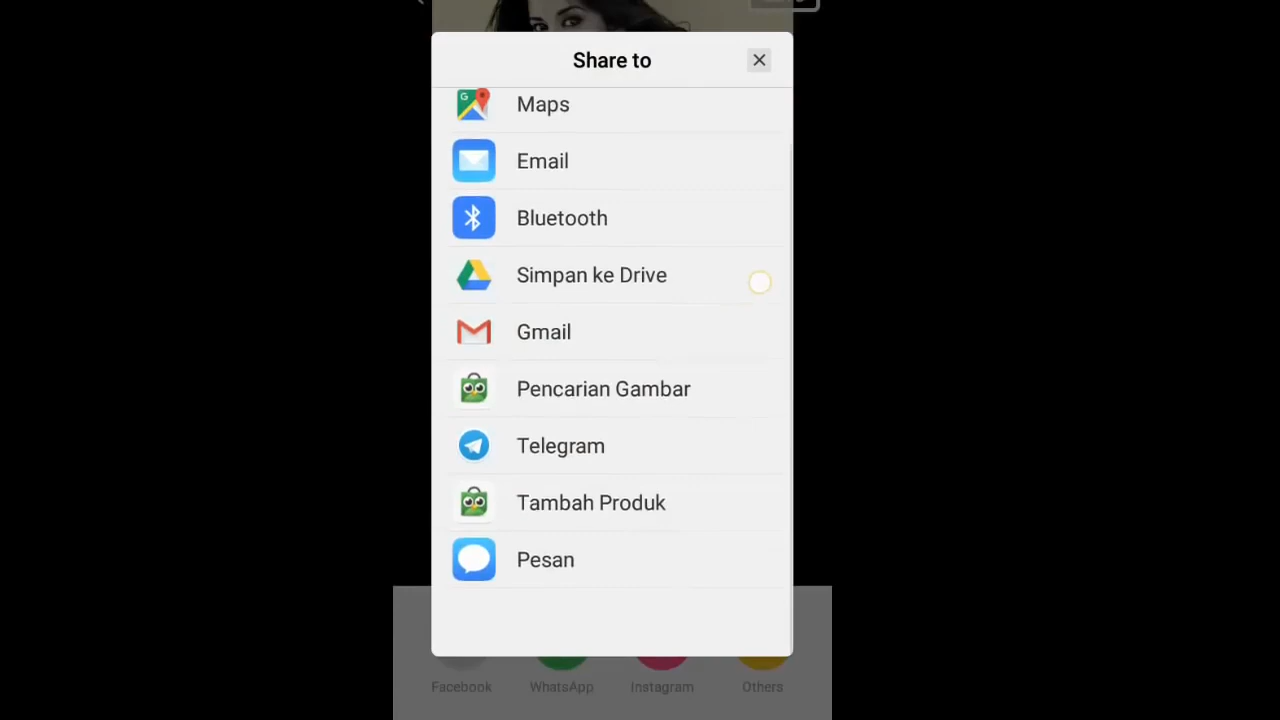 Share to
Maps
Email
Bluetooth
Simpan ke Drive
Gmail
Pencarian Gambar
Telegram
Tambah Produk
Pesan
Facebook WhatsApp Instagram Others